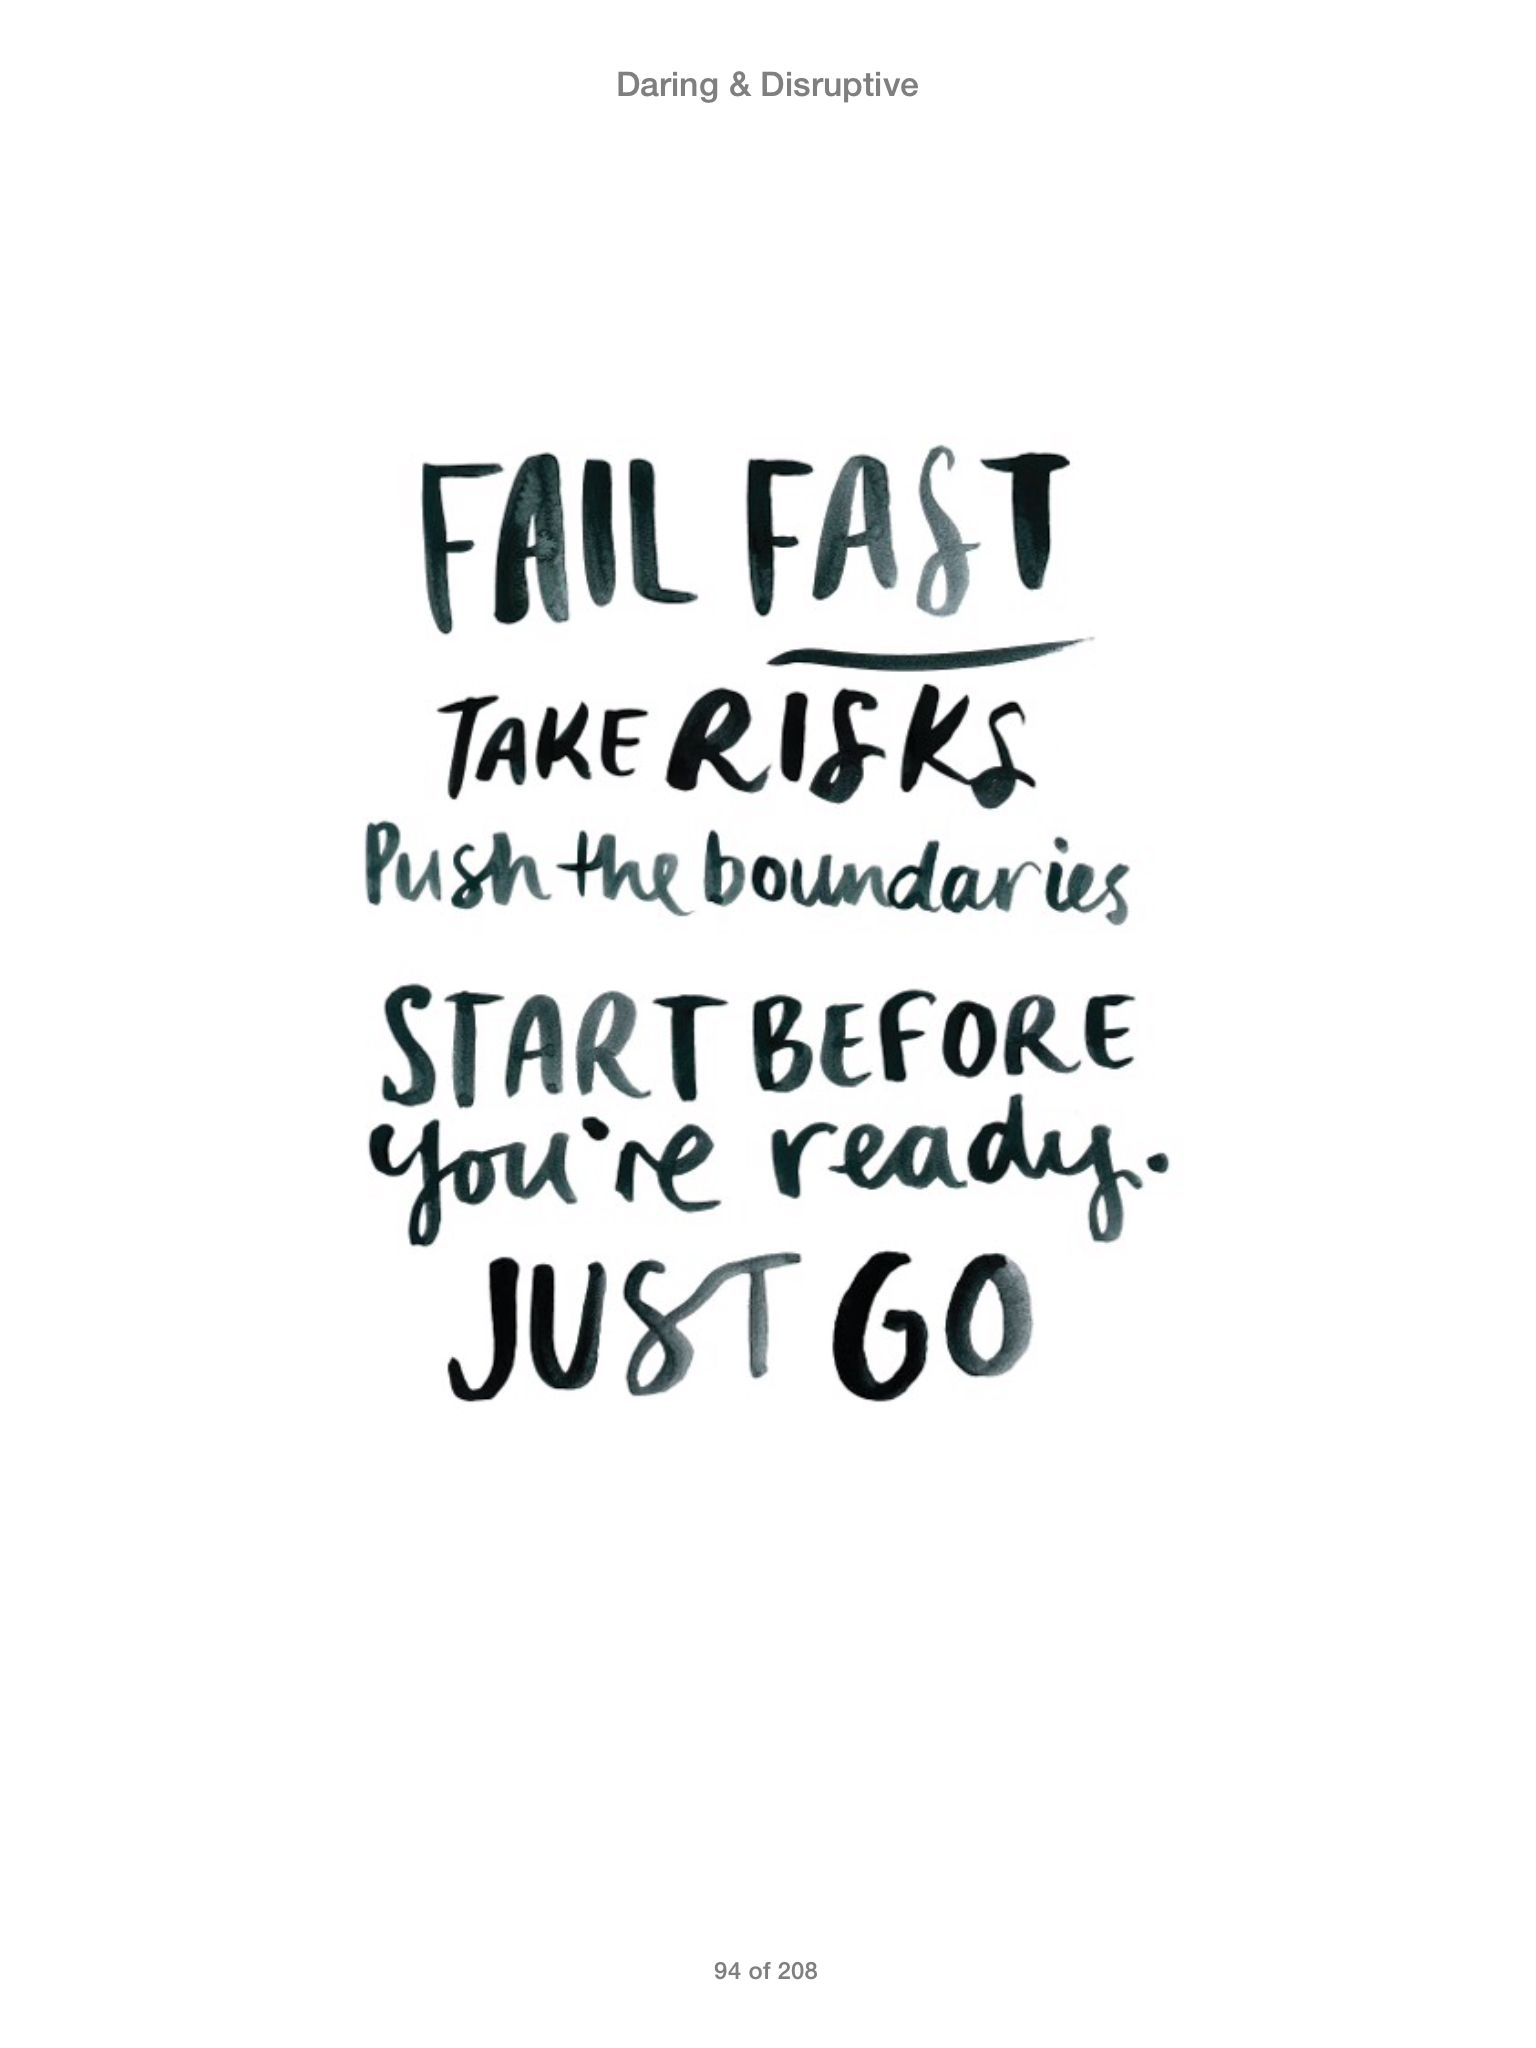 Daring & Disruptive
FAIL FAST
TAKE RISKS
Push the boundaries
START BEFORE
you're ready.
JUST GO
94 of 208